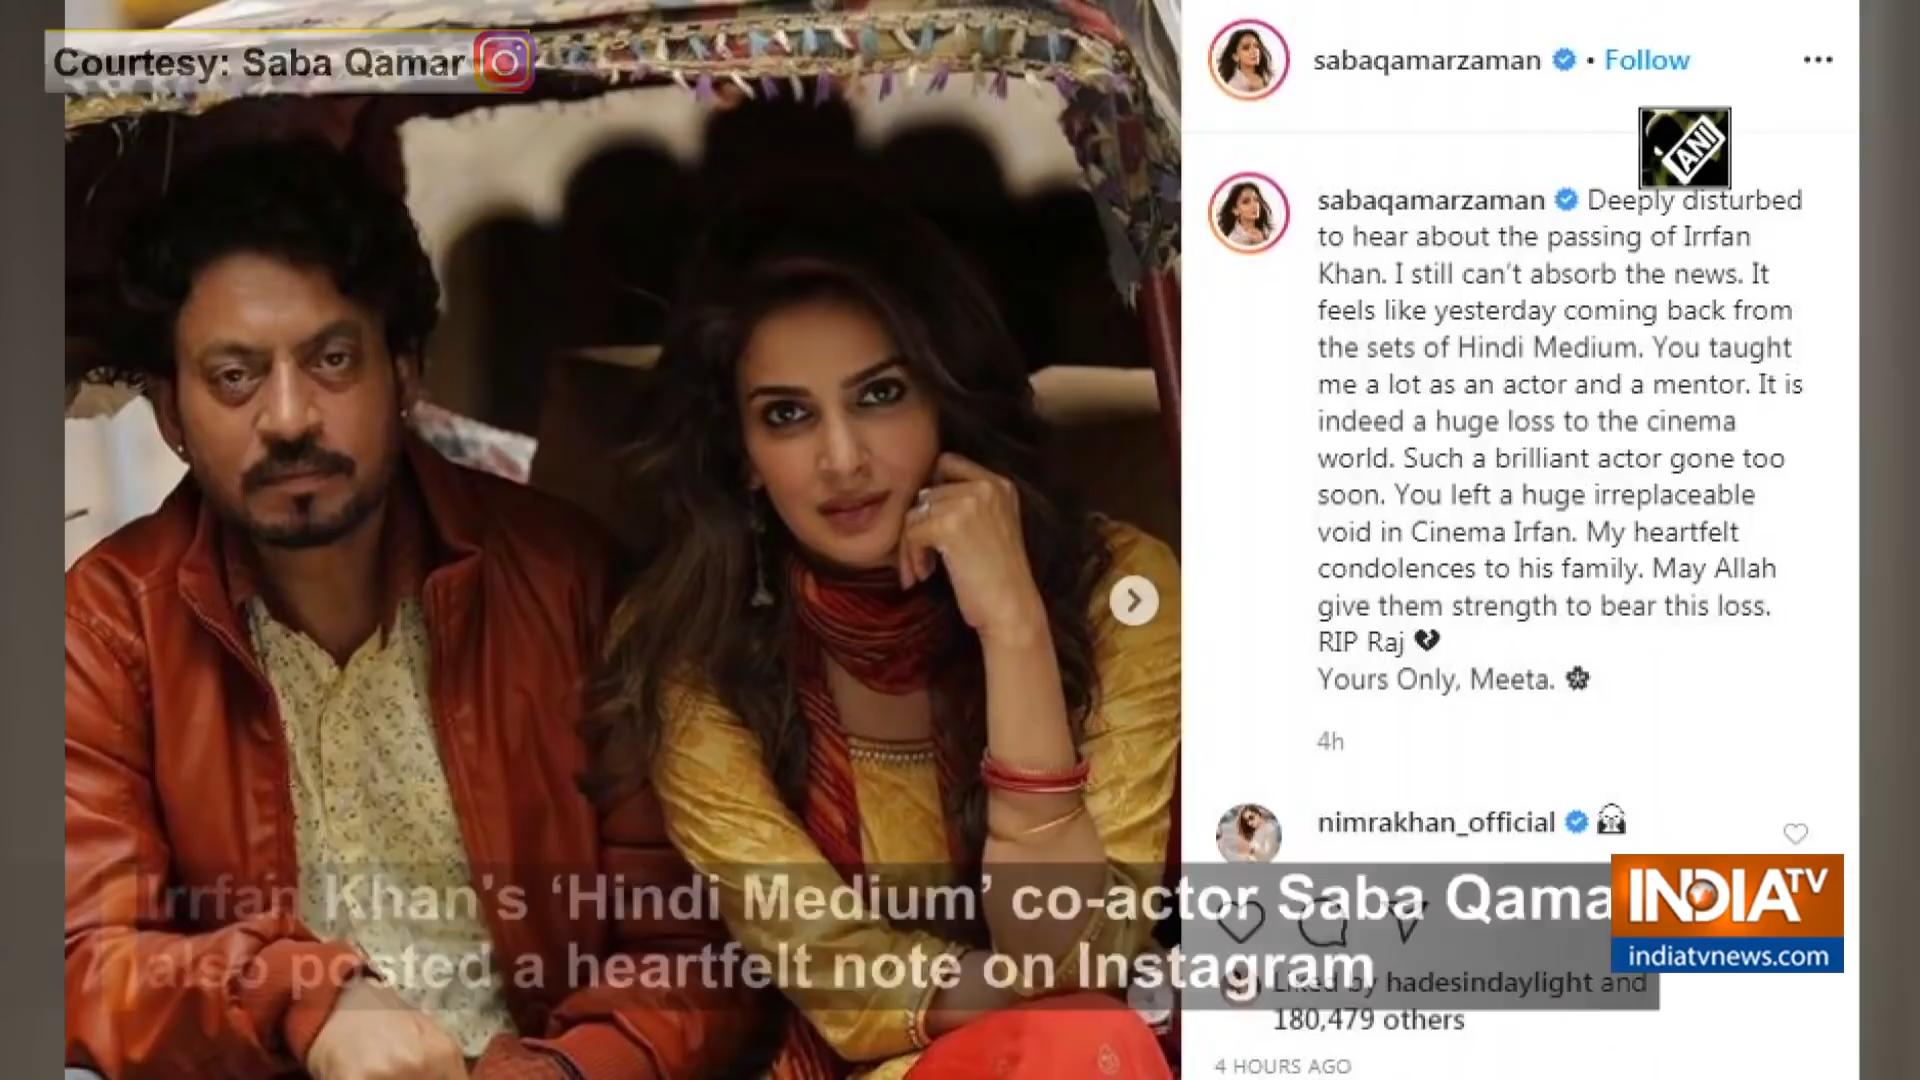 Courtesy: Saba Qamar
sabaqamarzaman • Follow
ANI
sabaqamarzaman Deeply disturbed
to hear about the passing of Irrfan
Khan. I still can't absorb the news. It
feels like yesterday coming back from
the sets of Hindi Medium. You taught
me a lot as an actor and a mentor. It is
indeed a huge loss to the cinema
world. Such a brilliant actor gone too
soon. You left a huge irreplaceable
void in Cinema Irfan. My heartfelt
condolences to his family. May Allah
give them strength to bear this loss.
RIP Raj
Yours Only, Meeta.
4h
nimrakhan_official
Irrfan Khan's ‘Hindi Medium’ co-actor Saba Qama
also posted a heartfelt note on Instagram
INDIA TV
indiatvnews.com
Liked by hadesindaylight and
180,479 others
4 HOURS AGO